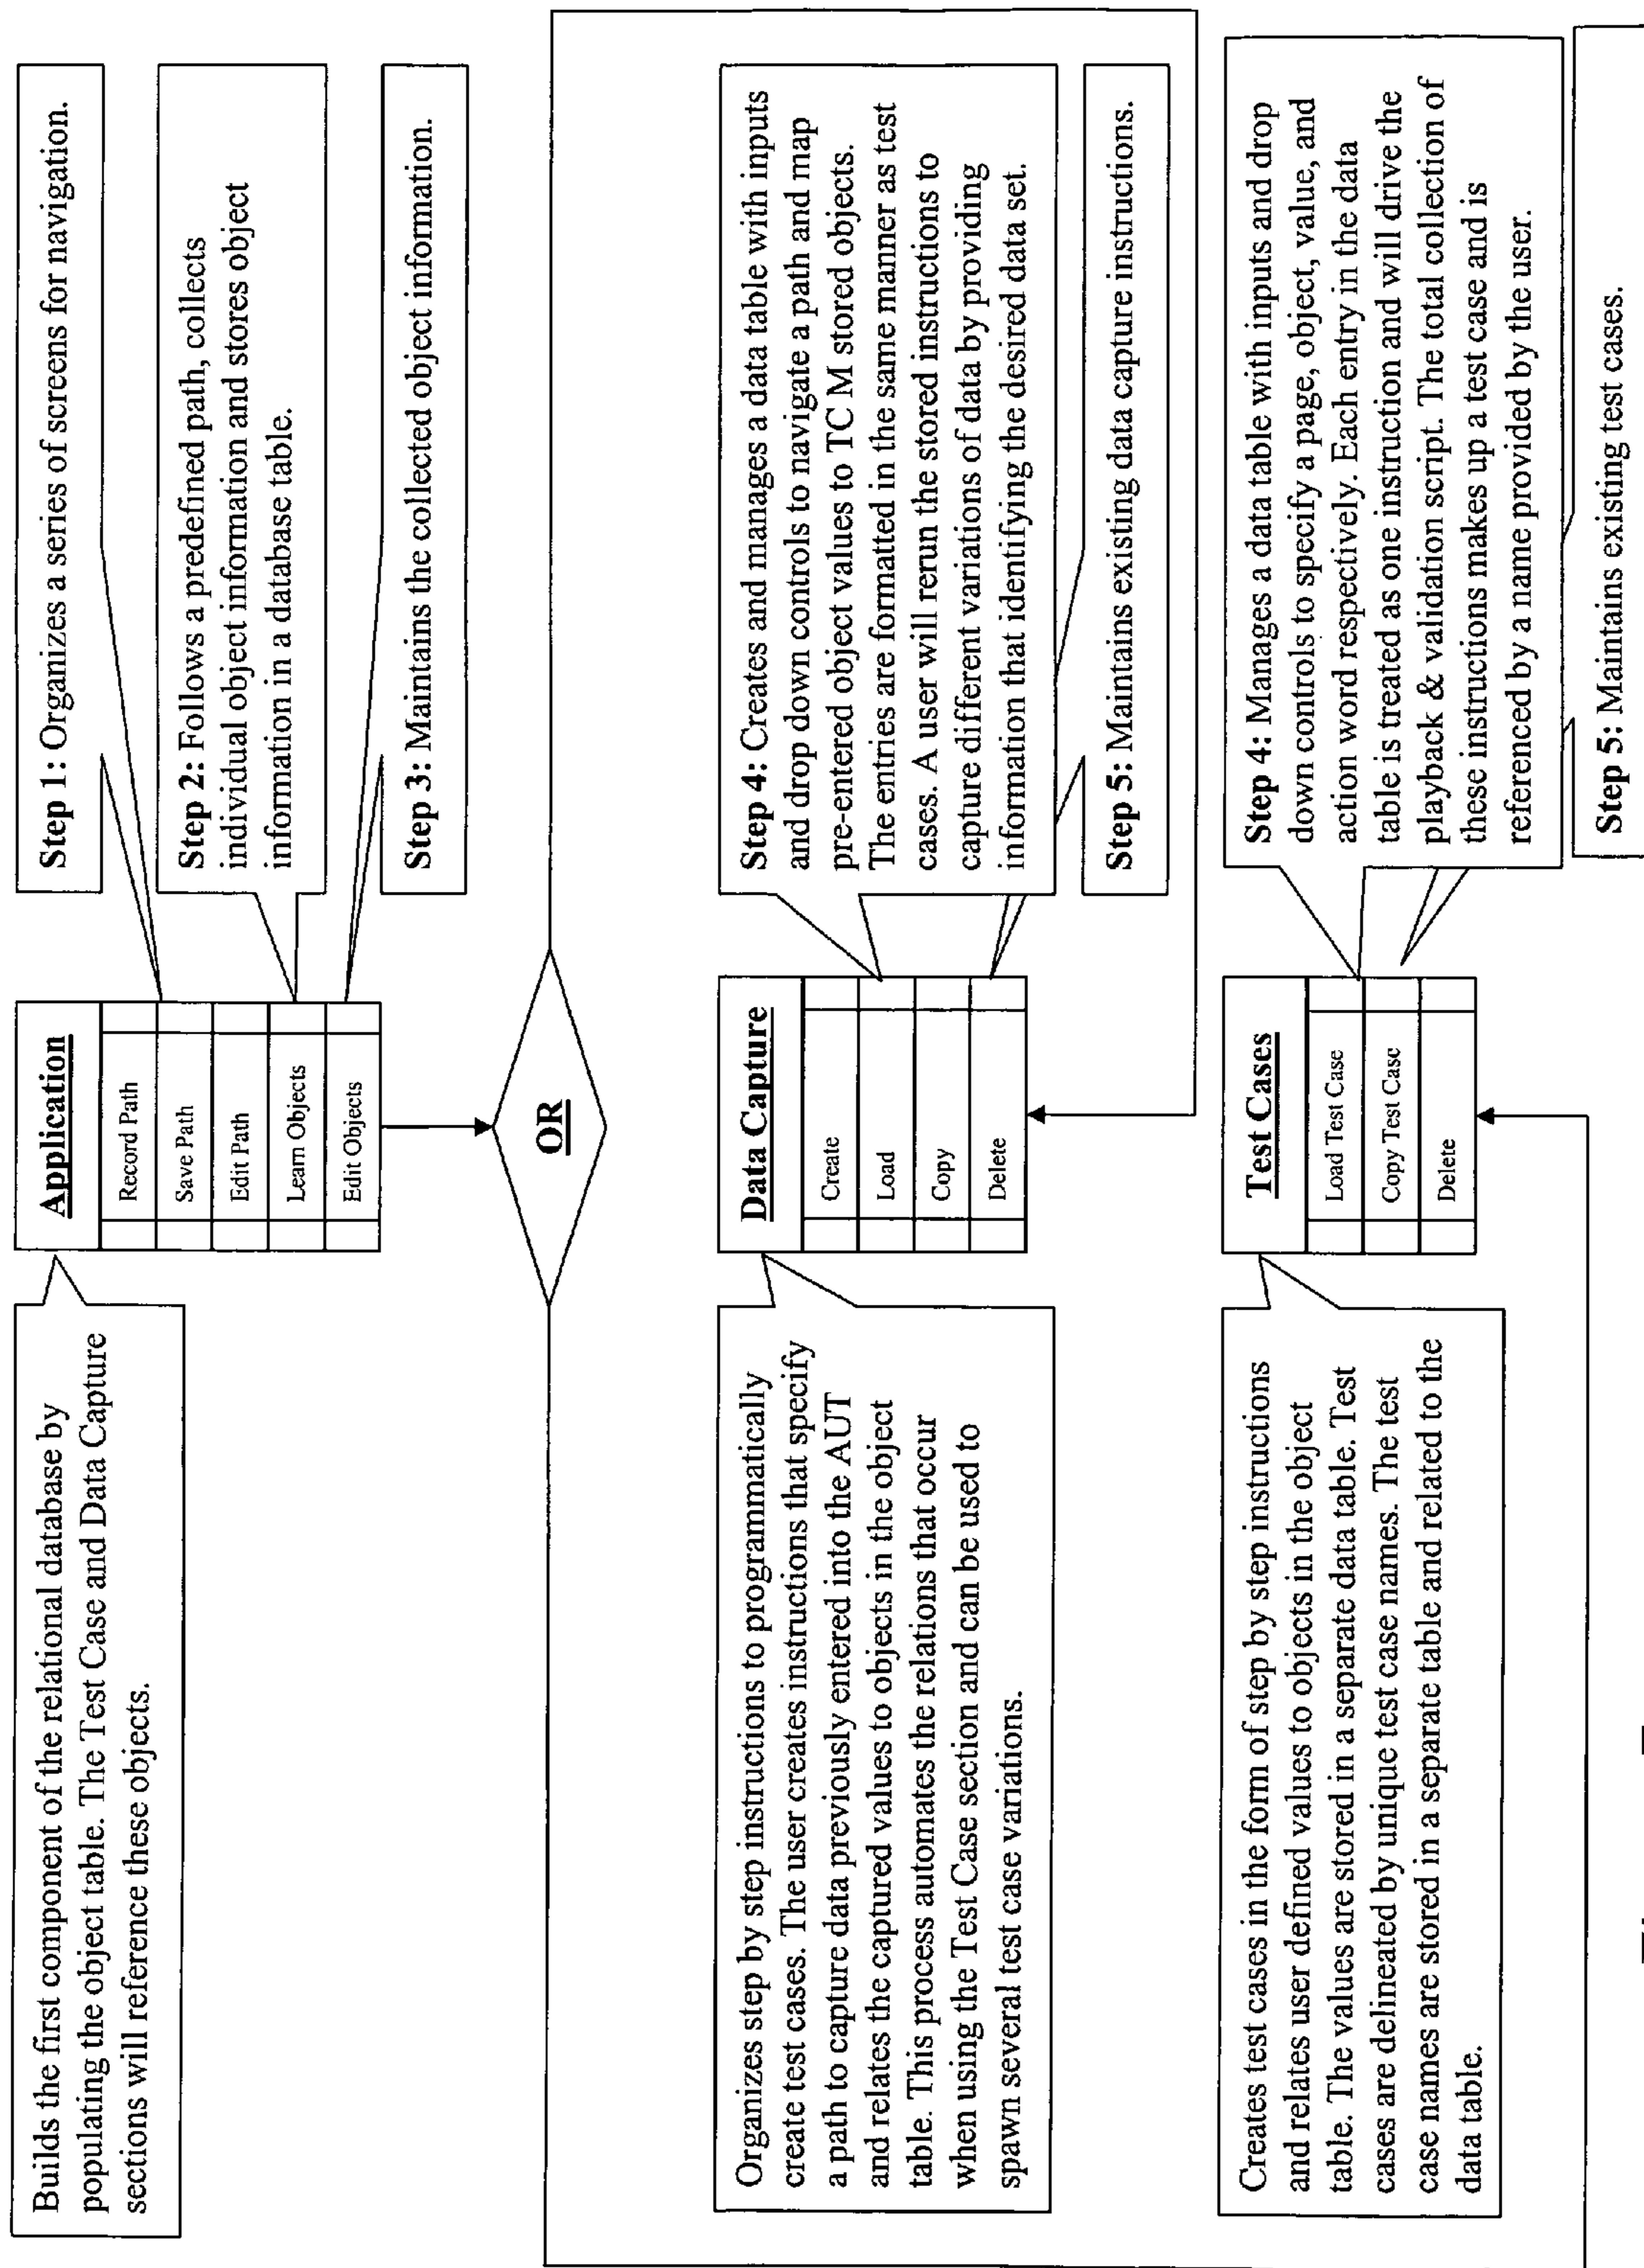 Builds the first component of the relational database by
populating the object table. The Test Case and Data Capture
sections will reference these objects.
Application
Record Path
Save Path
Edit Path
Learn Objects
Edit Objects
Step 1: Organizes a series of screens for navigation.
Step 2: Follows a predefined path, collects
individual object information and stores object
information in a database table.
Step 3: Maintains the collected object information.
OR
Organizes step by step instructions to programmatically
create test cases. The user creates instructions that specify
a path to capture data previously entered into the AUT
and relates the captured values to objects in the object
table. This process automates the relations that occur
when using the Test Case section and can be used to
spawn several test case variations.
Data Capture
Create
Load
Copy
Delete
Step 4: Creates and manages a data table with inputs
and drop down controls to navigate a path and map
pre-entered object values to TC M stored objects.
The entries are formatted in the same manner as test
cases. A user will rerun the stored instructions to
capture different variations of data by providing
information that identifying the desired data set.
Step 5: Maintains existing data capture instructions.
Creates test cases in the form of step by step instructions
and relates user defined values to objects in the object
table. The values are stored in a separate data table. Test
cases are delineated by unique test case names. The test
case names are stored in a separate table and related to the
data table.
Test Cases
Load Test Case
Copy Test Case
Delete
Step 4: Manages a data table with inputs and drop
down controls to specify a page, object, value, and
action word respectively. Each entry in the data
table is treated as one instruction and will drive the
playback & validation script. The total collection of
these instructions makes up a test case and is
referenced by a name provided by the user.
Step 5: Maintains existing test cases.